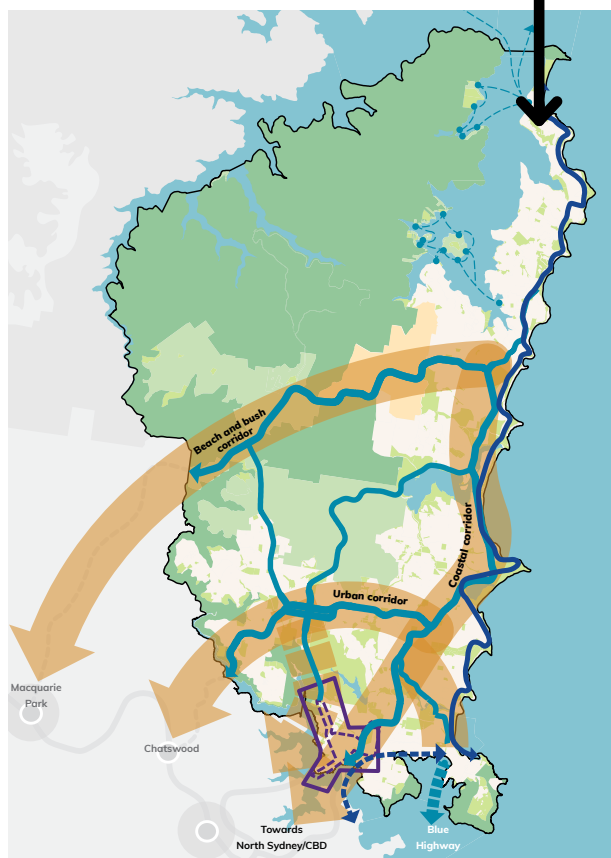 Beach and bush
corridor
Coastal corridor
Urban corridor
Macquarie
Park
Chatswood
Towards
North Sydney/CBD
Blue
Highway